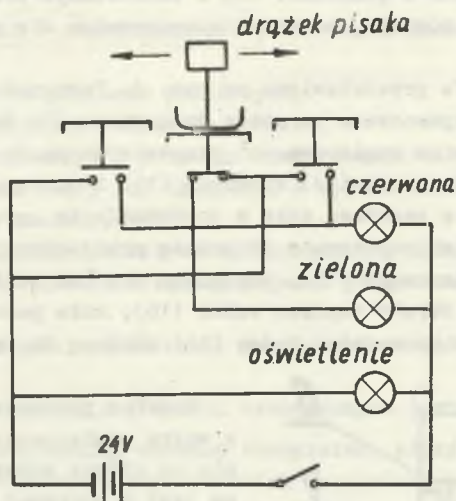 drążek pisaka
czerwona
zielona
oświetlenie
24V